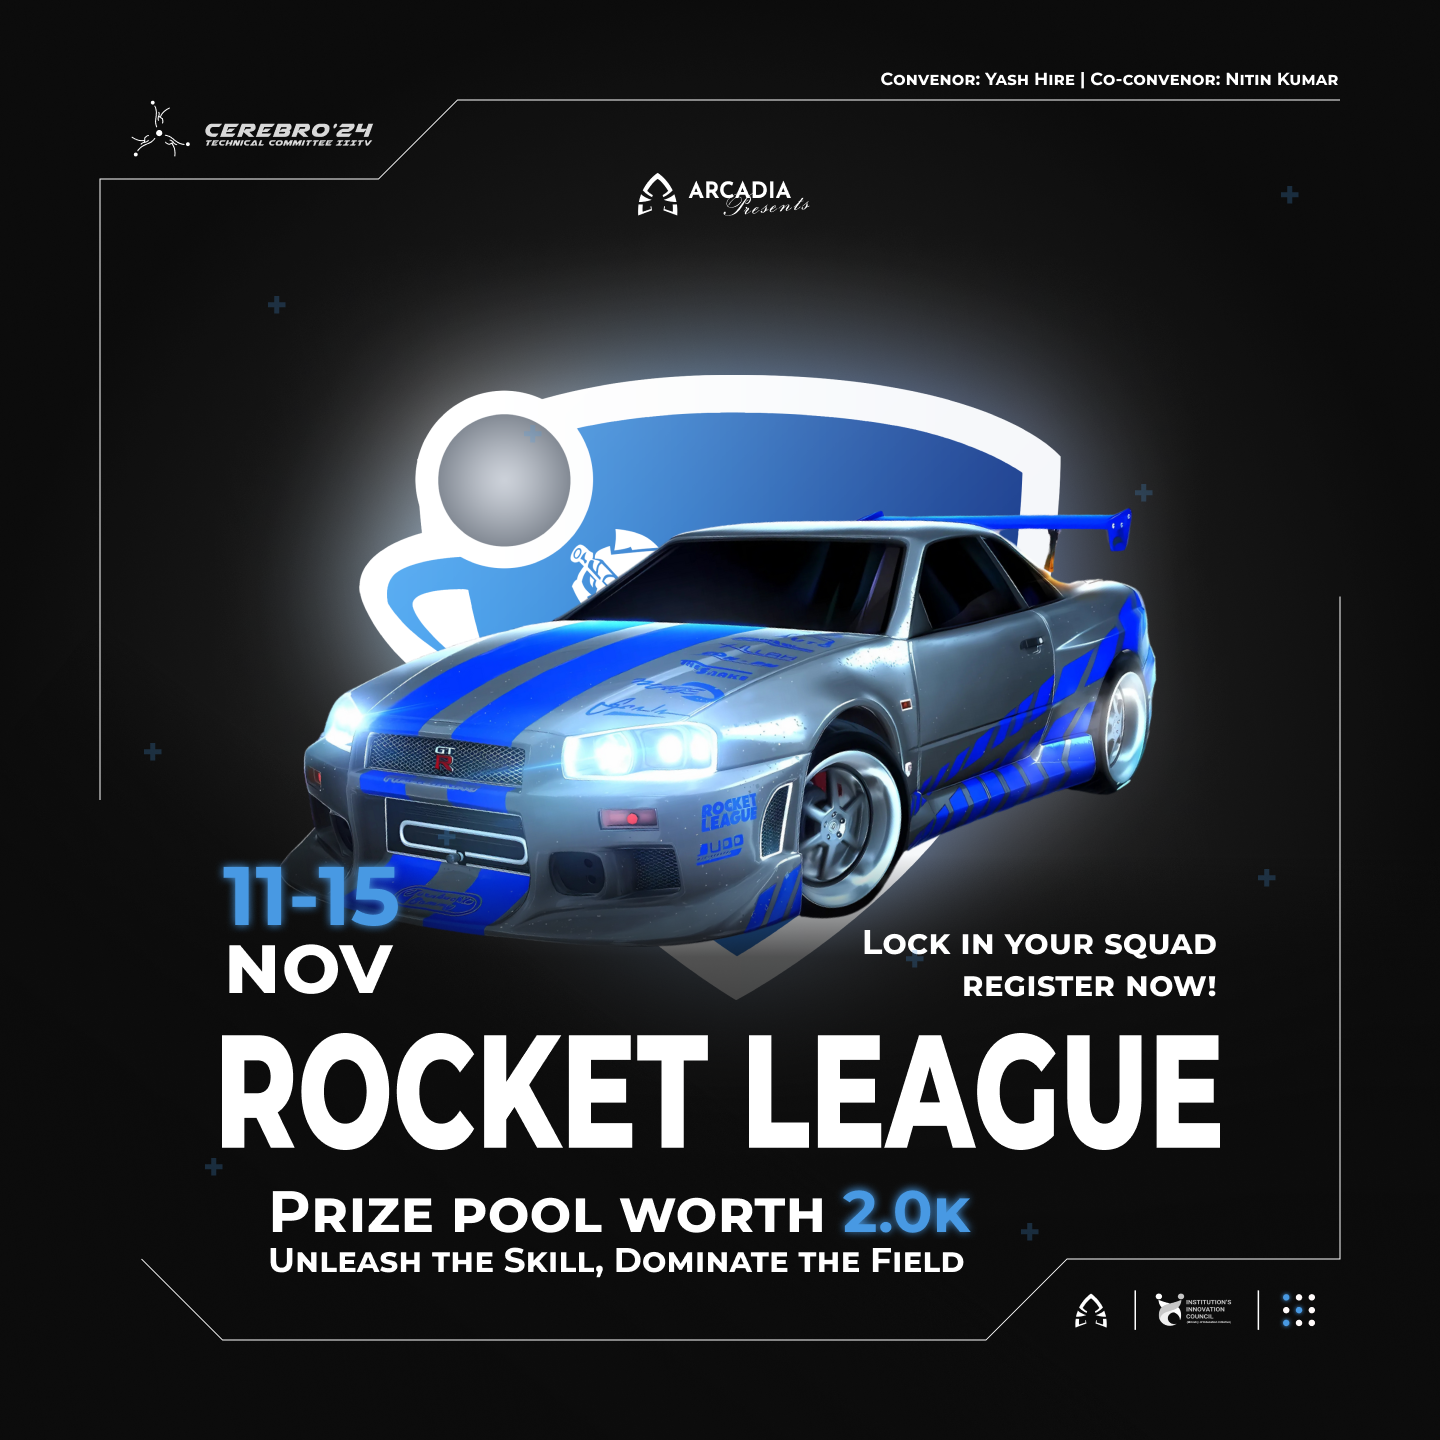 Convenor: Yash Hire | Co-convenor: Nitin Kumar
CEREBRO'24
TECHNICAL COMMITTEE IIITV
ARCADIA
Presents
GT
R
ROCKET
LEAGUE
11-15
NOV
Lock in your squad
register now!
ROCKET LEAGUE
Prize pool worth 2.0k
Unleash the Skill, Dominate the Field
INSTITUTION'S
INNOVATION
COUNCIL